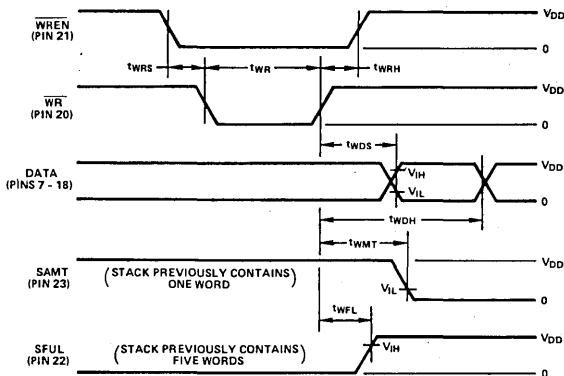 WREN
(PIN 21)
VDD
0
tWRS
tWR
tWRH
WR
(PIN 20)
VDD
0
tWDS
DATA
(PINS 7 - 18)
VIH
VIL
VDD
0
tWDH
tWMT
SAMT
(PIN 23)
(STACK PREVIOUSLY CONTAINS)
ONE WORD
VIL
VDD
0
tWFL
SFUL
(PIN 22)
(STACK PREVIOUSLY CONTAINS)
FIVE WORDS
VIH
VDD
0